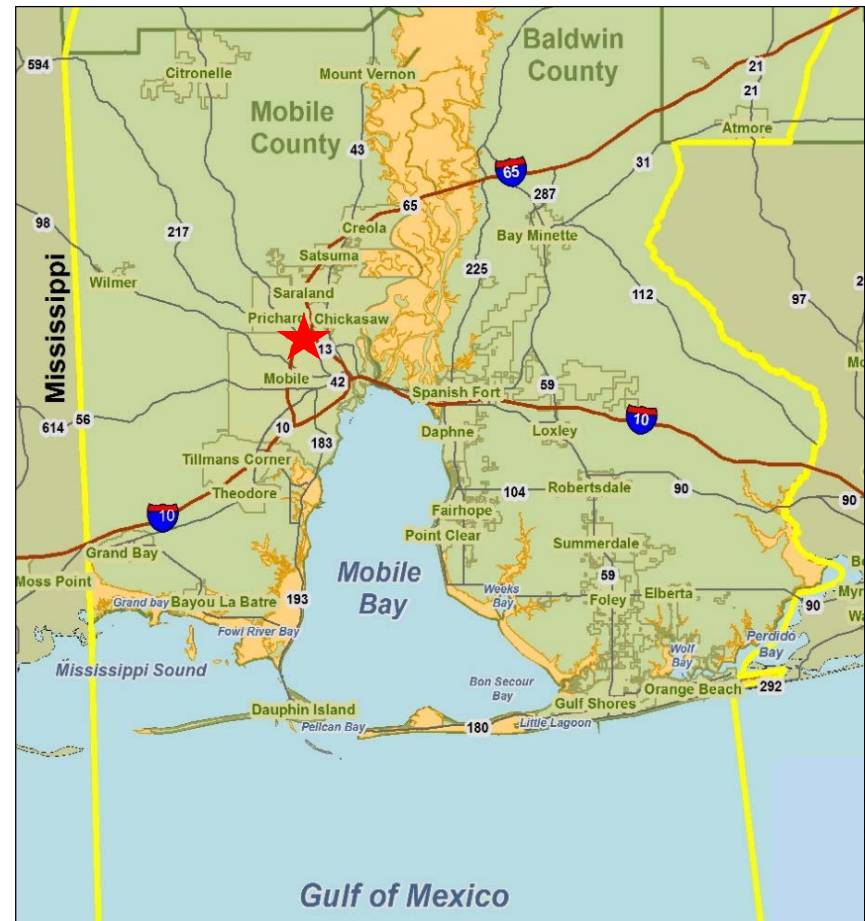 Baldwin
County
594
Citronelle
Mount Vernon
21
21
Atmore
Mobile
County
43
31
65
287
65
98
217
Creola
Bay Minette
Satsuma
225
Wilmer
Mississippi
Saraland
112
97
Prichard
Chickasaw
13
Mobile
42
Spanish Fort
59
56
614
10
183
Daphne
Loxley
10
Tillmans Corner
Theodore
104
Robertsdale
90
90
10
Fairhope
Point Clear
Summerdale
Grand Bay
Moss Point
Mobile
Bay
59
Weeks
Bay
Foley
Elberta
Grand bay
Bayou La Batre
193
90
Fowl River Bay
Wolf
Bay
Perdido
Bay
Mississippi Sound
Bon Secour
Bay
Orange Beach
292
Gulf Shores
Dauphin Island
Pelican Bay
180
Little Lagoon
Gulf of Mexico